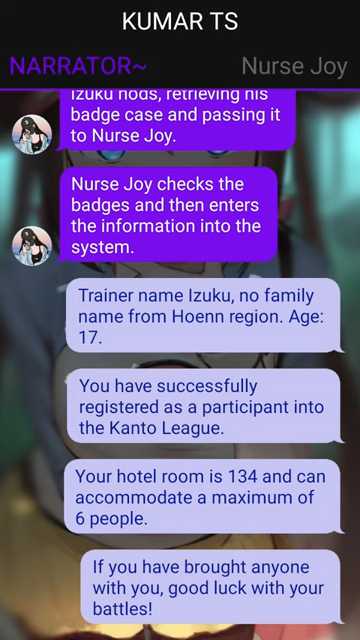 KUMAR TS
NARRATOR~ Nurse Joy
Izuku nods, retrieving his
badge case and passing it
to Nurse Joy.
Nurse Joy checks the
badges and then enters
the information into the
system.
Trainer name Izuku, no family
name from Hoenn region. Age:
17.
You have successfully
registered as a participant into
the Kanto League.
Your hotel room is 134 and can
accommodate a maximum of
6 people.
If you have brought anyone
with you, good luck with your
battles!